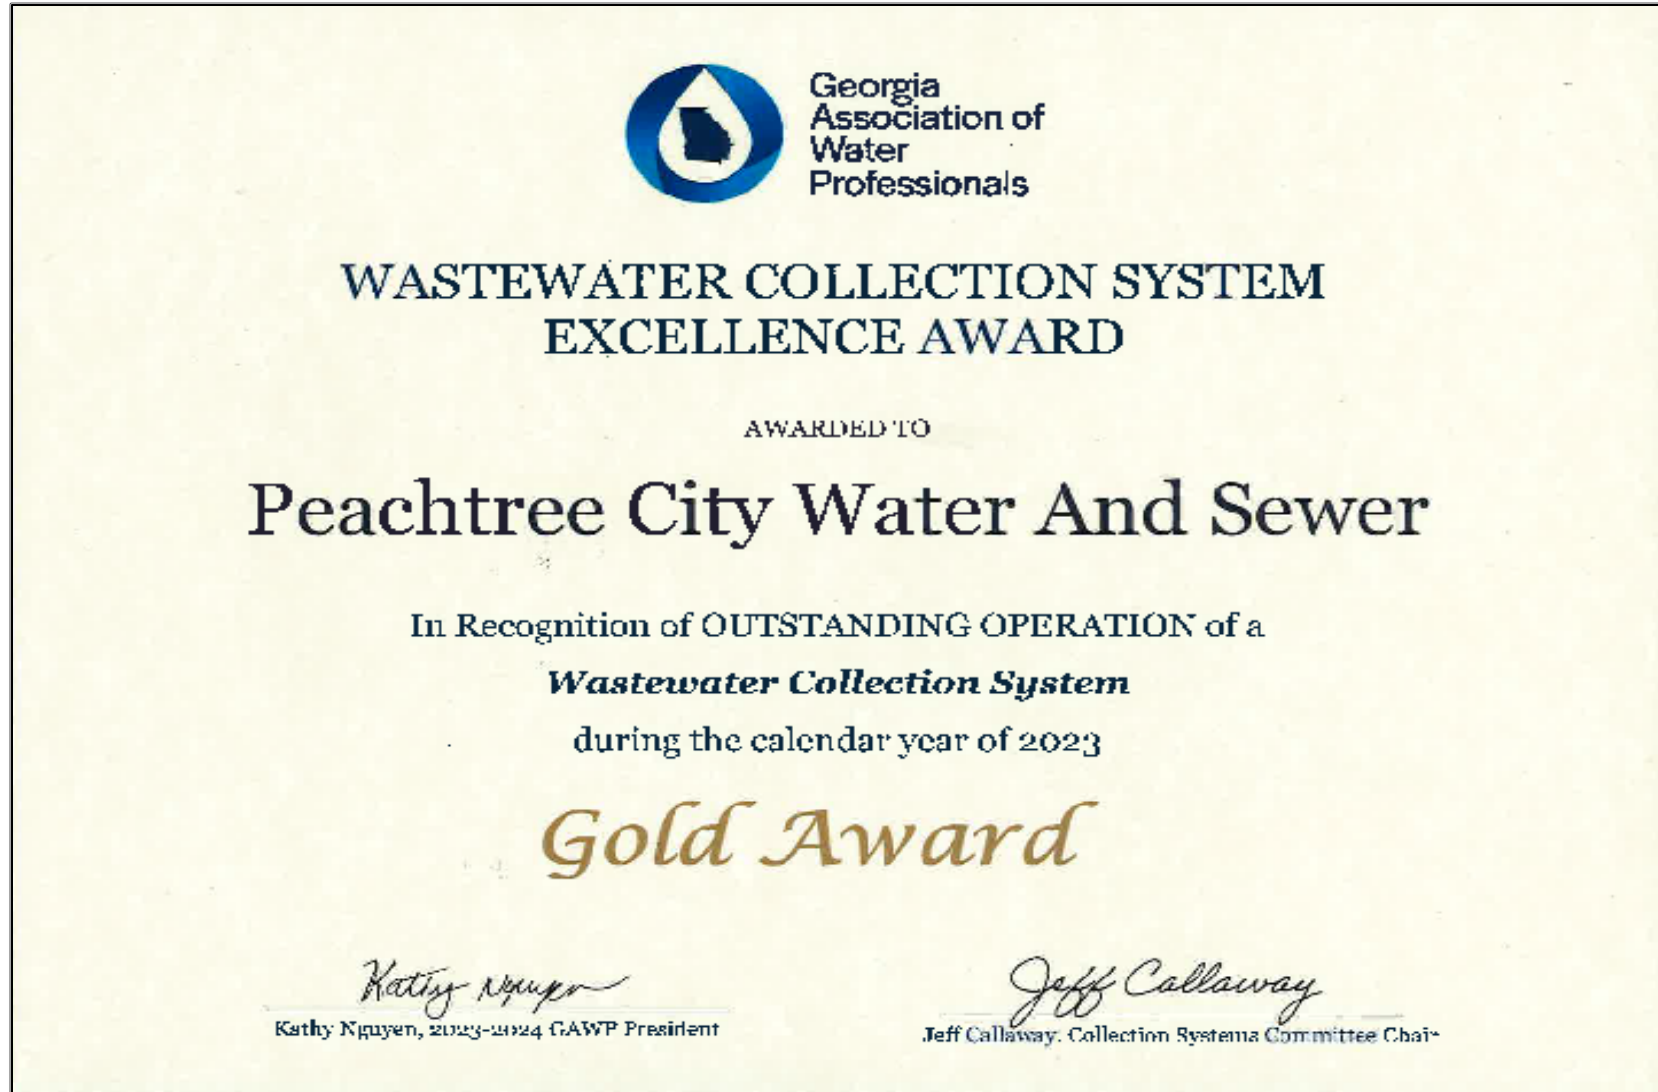 Georgia
Association of
Water
Professionals
WASTEWATER COLLECTION SYSTEM
EXCELLENCE AWARD
AWARDED TO
Peachtree City Water And Sewer
In Recognition of OUTSTANDING OPERATION of a
Wastewater Collection System
during the calendar year of 2023
Gold Award
Kathy Nguyen
Jeff Callaway
Kathy Nguyen, 2023-2024 GAWP President
Jeff Callaway, Collection Systems Committee Chair